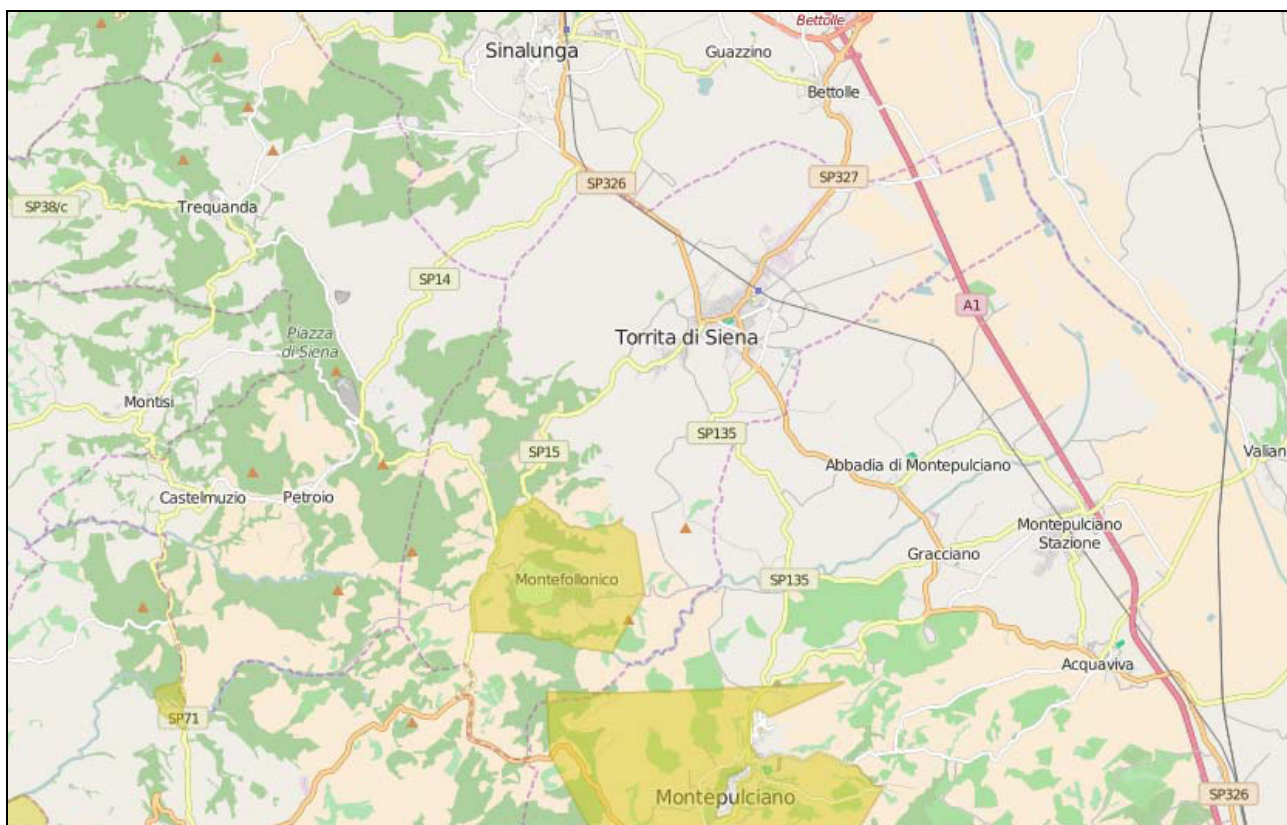 Bettolle
Sinalunga
Guazzino
Bettolle
SP326
SP327
SP38/c
Trequanda
SP14
A1
Piazza
di Siena
Torrita di Siena
Montisi
SP135
SP15
Valian
Abbadia di Montepulciano
Castelmuzio
Petroio
Montepulciano
Stazione
Gracciano
Montefollonico
SP135
Acquaviva
SP71
Montepulciano
SP326